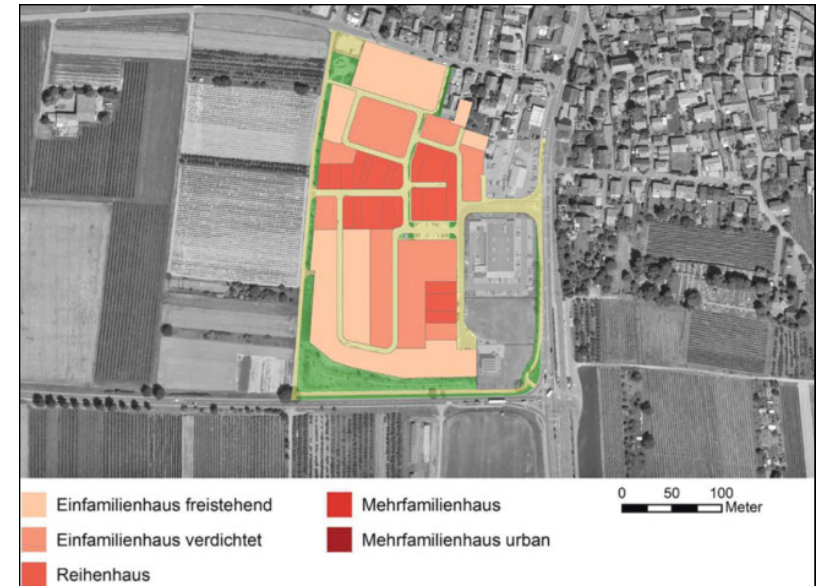 Einfamilienhaus freistehend
Einfamilienhaus verdichtet
Reihenhaus
Mehrfamilienhaus
Mehrfamilienhaus urban
0 50 100
Meter